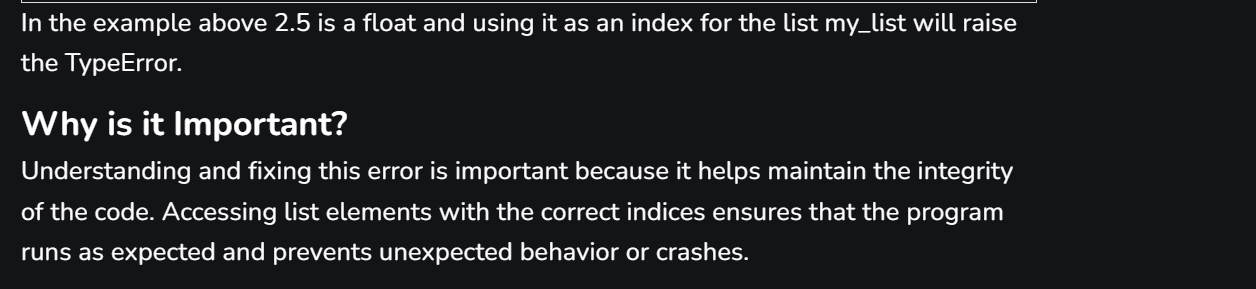 In the example above 2.5 is a float and using it as an index for the list my_list will raise
the TypeError.
Why is it Important?
Understanding and fixing this error is important because it helps maintain the integrity
of the code. Accessing list elements with the correct indices ensures that the program
runs as expected and prevents unexpected behavior or crashes.